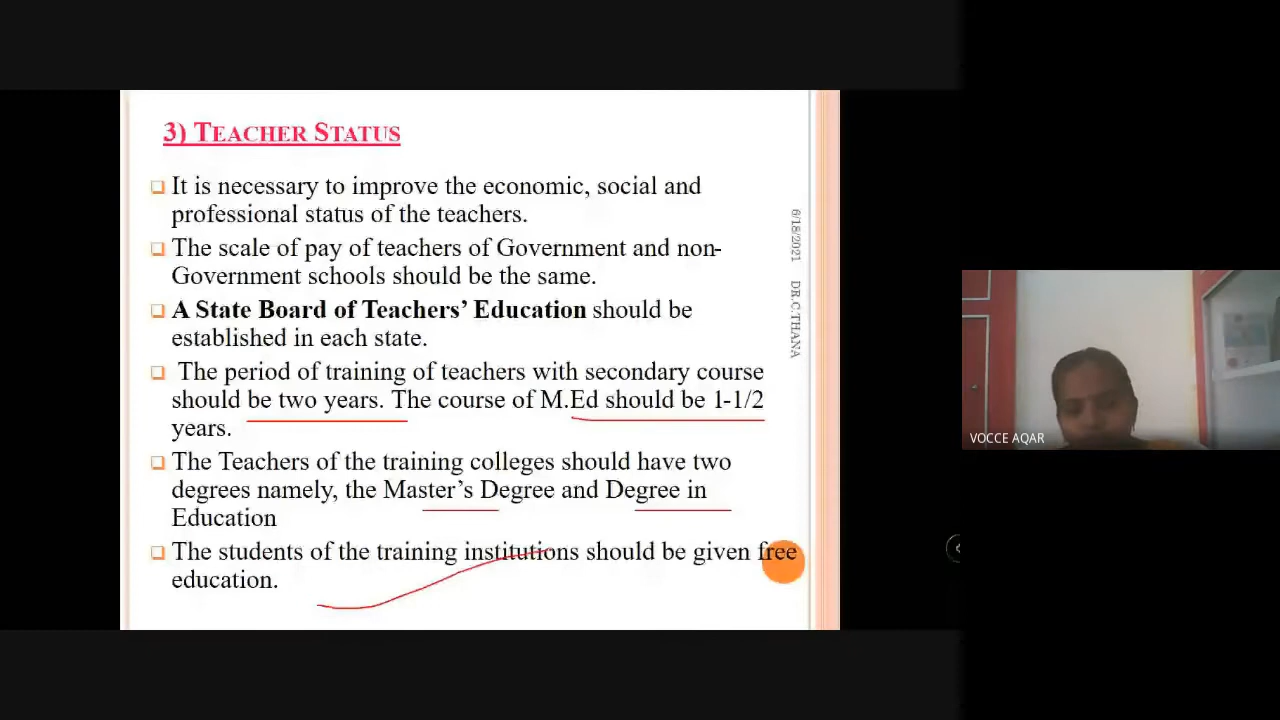 3) TEACHER STATUS
It is necessary to improve the economic, social and
professional status of the teachers.
The scale of pay of teachers of Government and non-
Government schools should be the same.
A State Board of Teachers’ Education should be
established in each state.
The period of training of teachers with secondary course
should be two years. The course of M.Ed should be 1-1/2
years.
The Teachers of the training colleges should have two
degrees namely, the Master’s Degree and Degree in
Education
The students of the training institutions should be given free
education.
6/18/2021 DR.C.THANA
VOCCE AQAR